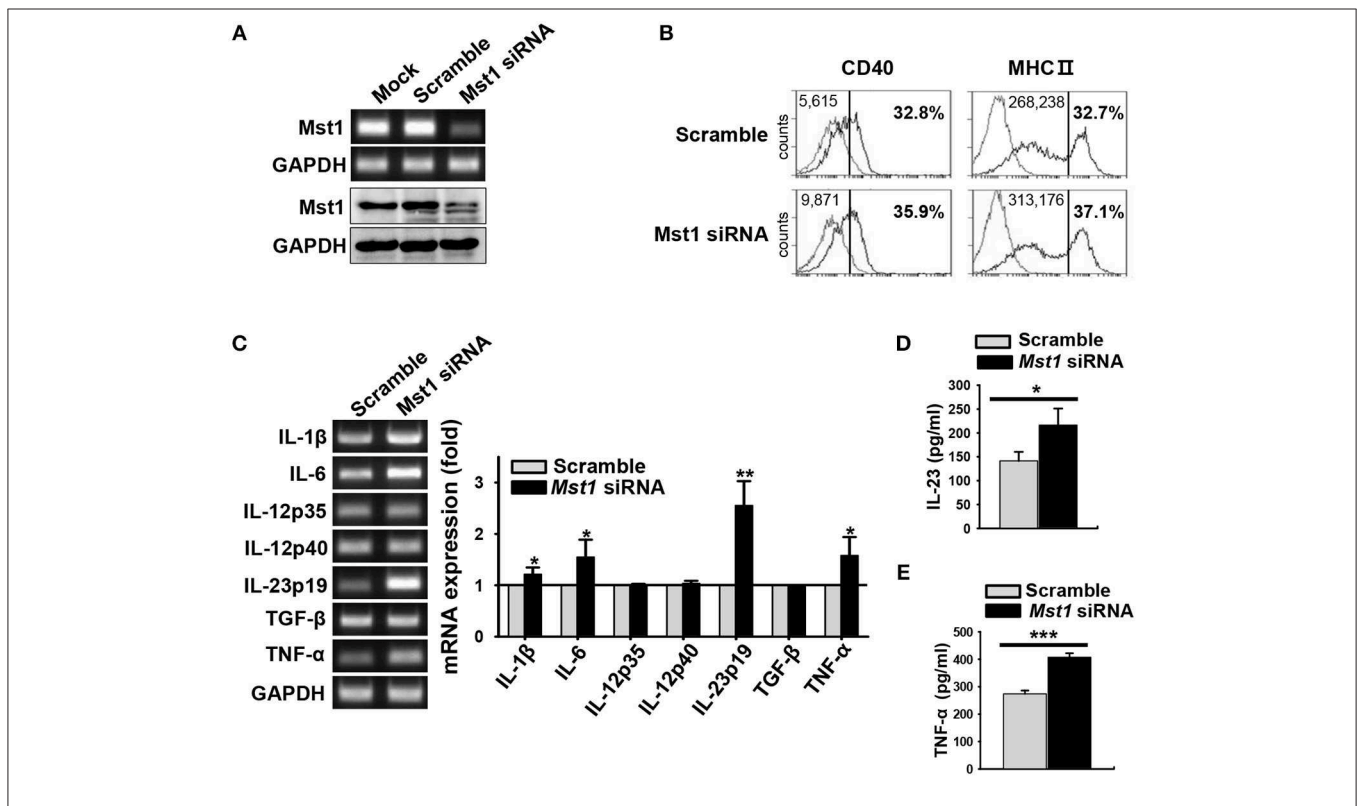 A
Mock
Scramble
Mst1 siRNA
Mst1
GAPDH
Mst1
GAPDH
B
CD40
MHC II
Scramble
counts
5,615
32.8%
268,238
32.7%
Mst1 siRNA
counts
9,871
35.9%
313,176
37.1%
C
Scramble
Mst1 siRNA
IL-1β
IL-6
IL-12p35
IL-12p40
IL-23p19
TGF-β
TNF-α
GAPDH
mRNA expression (fold)
3
2
1
0
Scramble
Mst1 siRNA
*
*
**
*
IL-1β
IL-6
IL-12p35
IL-12p40
IL-23p19
TGF-β
TNF-α
D
Scramble
Mst1 siRNA
IL-23 (pg/ml)
300
250
200
150
100
50
0
*
E
Scramble
Mst1 siRNA
TNF-α (pg/ml)
500
400
300
200
100
0
***